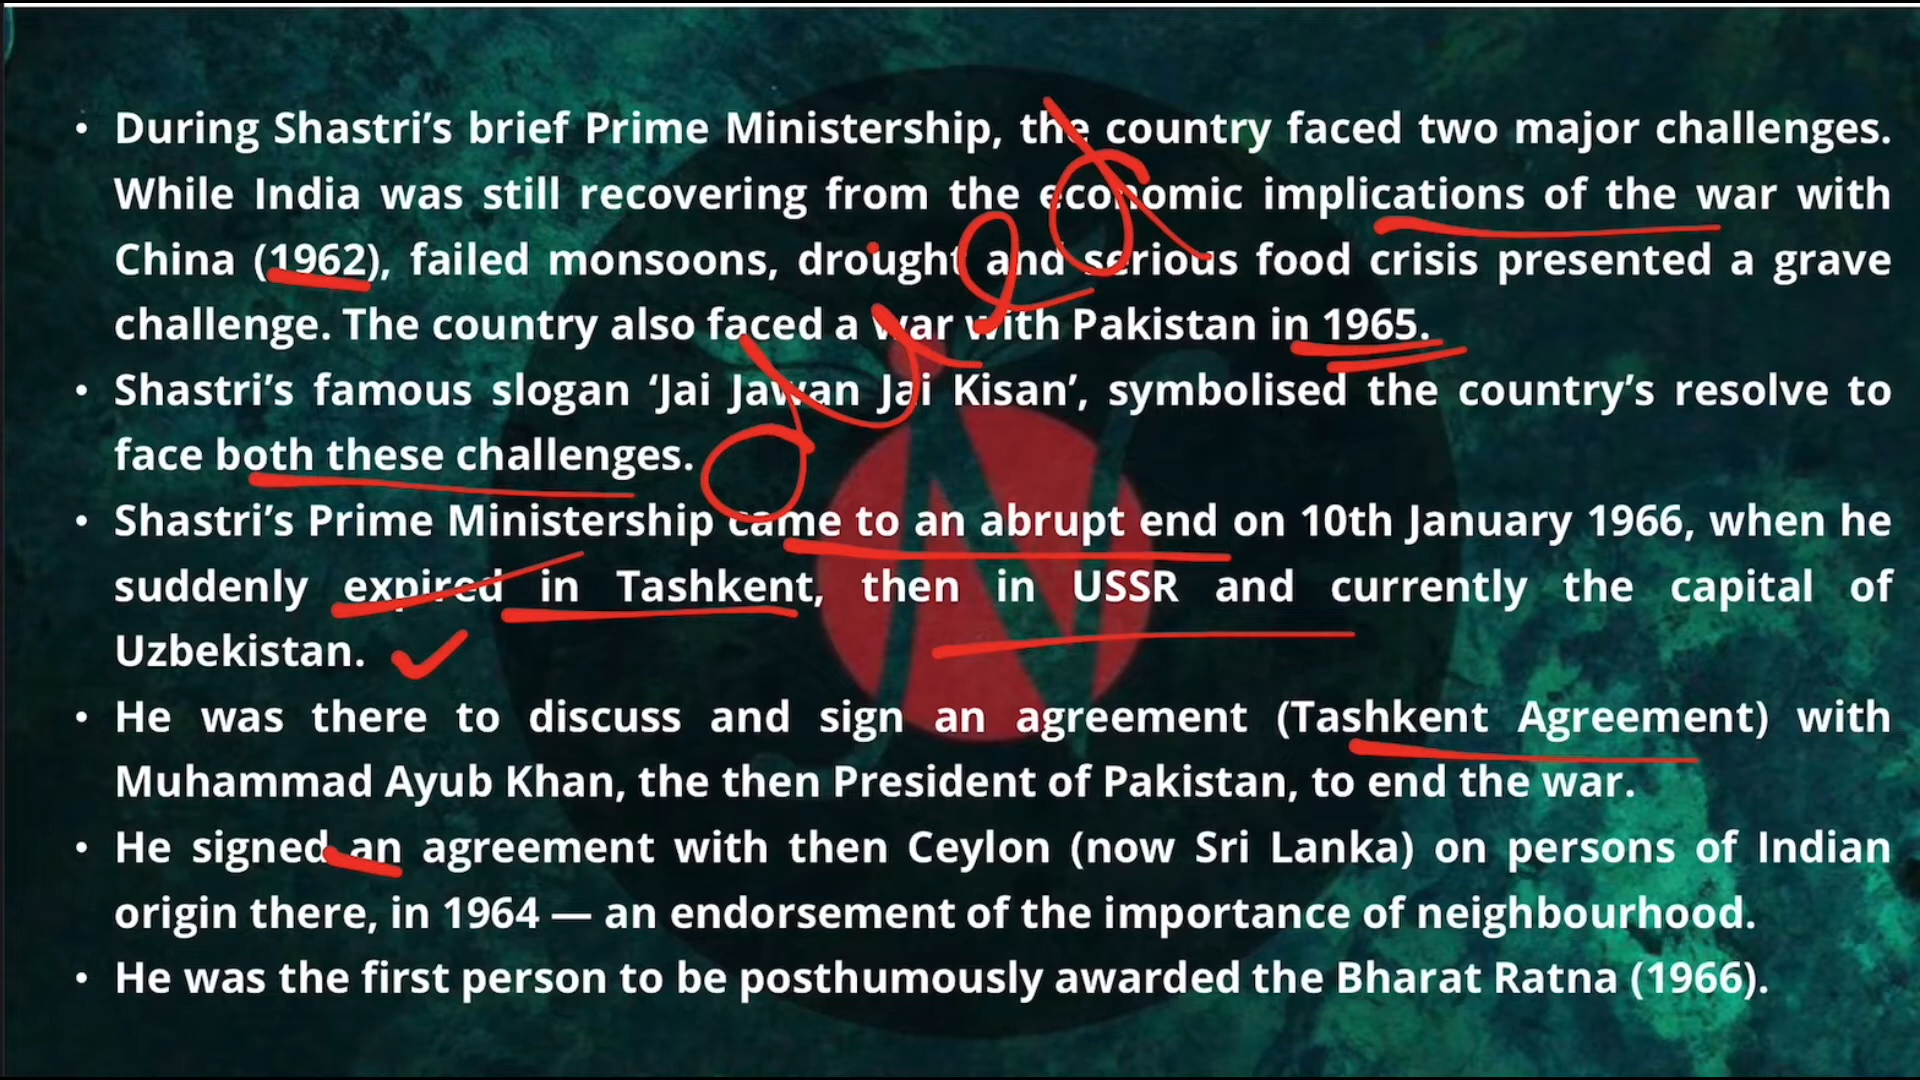 • During Shastri’s brief Prime Ministership, the country faced two major challenges.
While India was still recovering from the economic implications of the war with
China (1962), failed monsoons, drought and serious food crisis presented a grave
challenge. The country also faced a war with Pakistan in 1965.
• Shastri’s famous slogan ‘Jai Jawan Jai Kisan’, symbolised the country’s resolve to
face both these challenges.
• Shastri’s Prime Ministership came to an abrupt end on 10th January 1966, when he
suddenly expired in Tashkent, then in USSR and currently the capital of
Uzbekistan.
• He was there to discuss and sign an agreement (Tashkent Agreement) with
Muhammad Ayub Khan, the then President of Pakistan, to end the war.
• He signed an agreement with then Ceylon (now Sri Lanka) on persons of Indian
origin there, in 1964 — an endorsement of the importance of neighbourhood.
• He was the first person to be posthumously awarded the Bharat Ratna (1966).